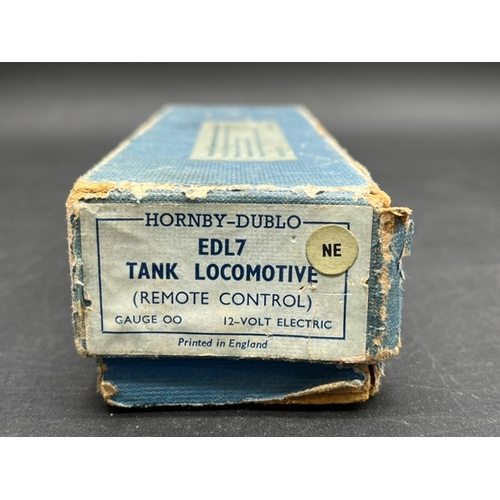 HORNBY-DUBLO
EDL7
NE
TANK LOCOMOTIVE
(REMOTE CONTROL)
GAUGE OO 12-VOLT ELECTRIC
Printed in England